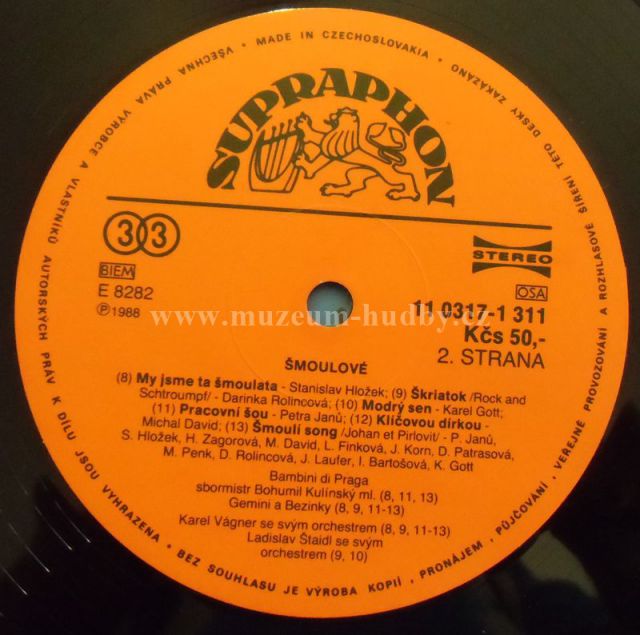 VŠECHNA PRÁVA VÝROBCE A VLASTNÍKŮ AUTORSKÝCH PRÁV K DÍLU JSOU VYHRAZENA • BEZ SOUHLASU JE VÝROBA KOPIÍ, PRONÁJEM, PŮJČOVÁNÍ, VEŘEJNÉ PROVOZOVÁNÍ A ROZHLASOVÉ ŠÍŘENÍ TÉTO DESKY ZAKÁZÁNO • MADE IN CZECHOSLOVAKIA •
SUPRAPHON
33
STEREO
BIEM
E 8282
Ⓟ 1988
OSA
11 0317-1 311
Kčs 50,-
2. STRANA
www.muzeum-hudby.cz
ŠMOULOVÉ
(8) My jsme ta šmoulata - Stanislav Hložek; (9) Škriatok /Rock and
Schtroumpf/ - Darinka Rolincová; (10) Modrý sen - Karel Gott;
(11) Pracovní šou - Petra Janů; (12) Klíčovou dírkou -
Michal David; (13) Šmoulí song /Johan et Pirlovit/ - P. Janů,
S. Hložek, H. Zagorová, M. David, L. Finková, J. Korn, D. Patrasová,
M. Penk, D. Rolincová, J. Laufer, I. Bartošová, K. Gott
Bambini di Praga
sbormistr Bohumil Kulínský ml. (8, 11, 13)
Gemini a Bezinky (8, 9, 11-13)
Karel Vágner se svým orchestrem (8, 9, 11-13)
Ladislav Štaidl se svým
orchestrem (9, 10)